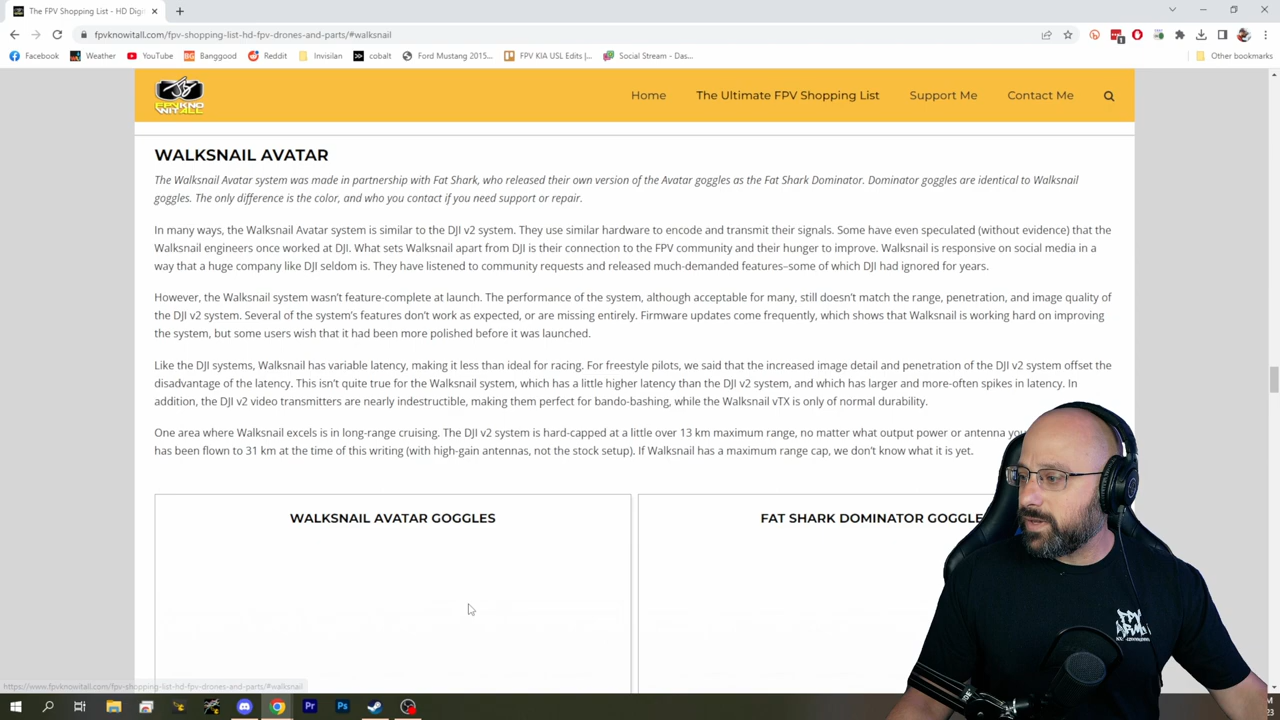 The FPV Shopping List - HD Digi
fpvknowitall.com/fpv-shopping-list-hd-fpv-drones-and-parts/#walksnail
Facebook Weather YouTube Banggood Reddit Invisilan cobalt Ford Mustang 2015... FPV KIA USL Edits J... Social Stream - Das... Other bookmarks
FPVKNO
WITALL
Home The Ultimate FPV Shopping List Support Me Contact Me
WALKSNAIL AVATAR
The Walksnail Avatar system was made in partnership with Fat Shark, who released their own version of the Avatar goggles as the Fat Shark Dominator. Dominator goggles are identical to Walksnail
goggles. The only difference is the color, and who you contact if you need support or repair.
In many ways, the Walksnail Avatar system is similar to the DJI v2 system. They use similar hardware to encode and transmit their signals. Some have even speculated (without evidence) that the
Walksnail engineers once worked at DJI. What sets Walksnail apart from DJI is their connection to the FPV community and their hunger to improve. Walksnail is responsive on social media in a
way that a huge company like DJI seldom is. They have listened to community requests and released much-demanded features–some of which DJI had ignored for years.
However, the Walksnail system wasn't feature-complete at launch. The performance of the system, although acceptable for many, still doesn't match the range, penetration, and image quality of
the DJI v2 system. Several of the system's features don't work as expected, or are missing entirely. Firmware updates come frequently, which shows that Walksnail is working hard on improving
the system, but some users wish that it had been more polished before it was launched.
Like the DJI systems, Walksnail has variable latency, making it less than ideal for racing. For freestyle pilots, we said that the increased image detail and penetration of the DJI v2 system offset the
disadvantage of the latency. This isn't quite true for the Walksnail system, which has a little higher latency than the DJI v2 system, and which has larger and more-often spikes in latency. In
addition, the DJI v2 video transmitters are nearly indestructible, making them perfect for bando-bashing, while the Walksnail vTX is only of normal durability.
One area where Walksnail excels is in long-range cruising. The DJI v2 system is hard-capped at a little over 13 km maximum range, no matter what output power or antenna you
has been flown to 31 km at the time of this writing (with high-gain antennas, not the stock setup). If Walksnail has a maximum range cap, we don't know what it is yet.
WALKSNAIL AVATAR GOGGLES
FAT SHARK DOMINATOR GOGGLE
FPV
ARMY
https://www.fpvknowitall.com/fpv-shopping-list-hd-fpv-drones-and-parts/#walksnail